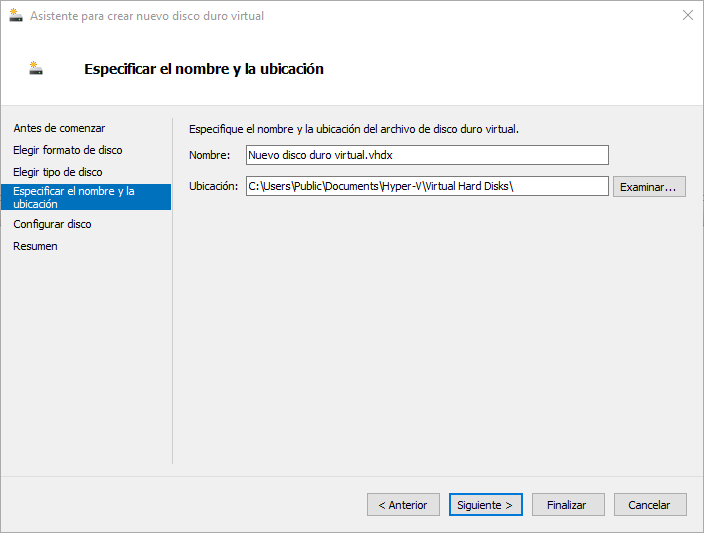 Asistente para crear nuevo disco duro virtual
Especificar el nombre y la ubicación
Antes de comenzar
Elegir formato de disco
Elegir tipo de disco
Especificar el nombre y la
ubicación
Configurar disco
Resumen
Especifique el nombre y la ubicación del archivo de disco duro virtual.
Nombre: Nuevo disco duro virtual.vhdx
Ubicación: C:\Users\Public\Documents\Hyper-V\Virtual Hard Disks\ Examinar...
< Anterior Siguiente > Finalizar Cancelar